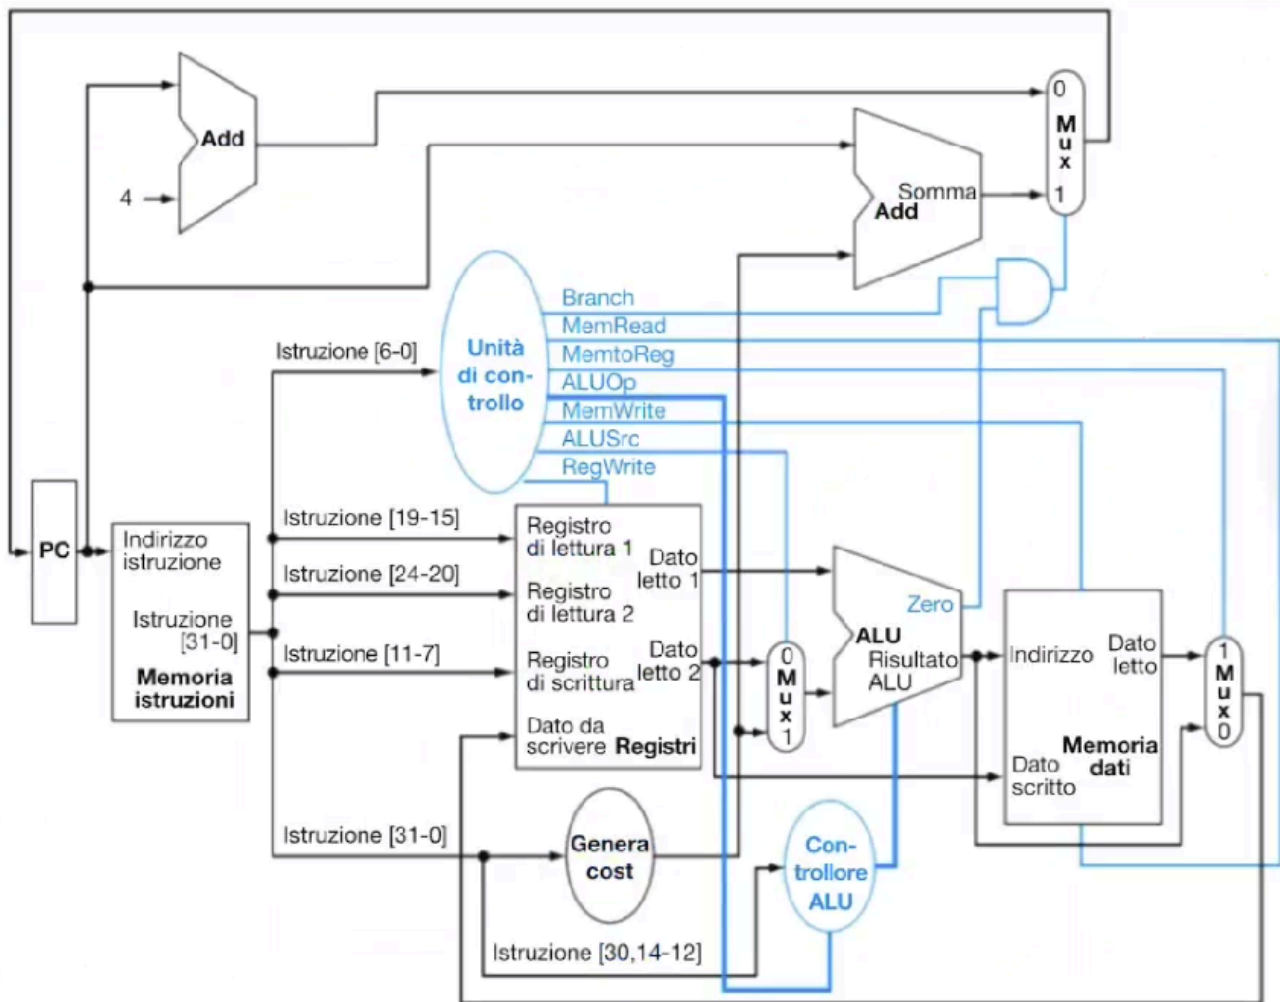 0
M
u
x
1
Add
4
Somma
Add
Branch
MemRead
MemtoReg
ALUOp
MemWrite
ALUSrc
RegWrite
Unità
di con-
trollo
Istruzione [6-0]
PC
Indirizzo
istruzione
Istruzione
[31-0]
Memoria
istruzioni
Istruzione [19-15]
Istruzione [24-20]
Istruzione [11-7]
Istruzione [31-0]
Registro
di lettura 1
Registro
di lettura 2
Registro
di scrittura
Dato da
scrivere
Registri
Dato
letto 1
Dato
letto 2
0
M
u
x
1
Zero
ALU
Risultato
ALU
Indirizzo
Dato
letto
Memoria
dati
Dato
scritto
1
M
u
x
0
Genera
cost
Con-
trollore
ALU
Istruzione [30,14-12]